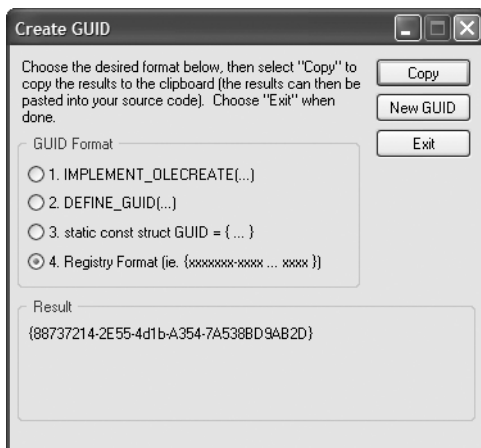 Create GUID
Choose the desired format below, then select "Copy" to
copy the results to the clipboard (the results can then be
pasted into your source code). Choose "Exit" when
done.
Copy
New GUID
Exit
GUID Format
1. IMPLEMENT_OLECREATE(...)
2. DEFINE_GUID(...)
3. static const struct GUID = { ... }
4. Registry Format (ie. {xxxxxxx-xxxx ... xxxx })
Result
{88737214-2E55-4d1b-A354-7A538BD9AB2D}